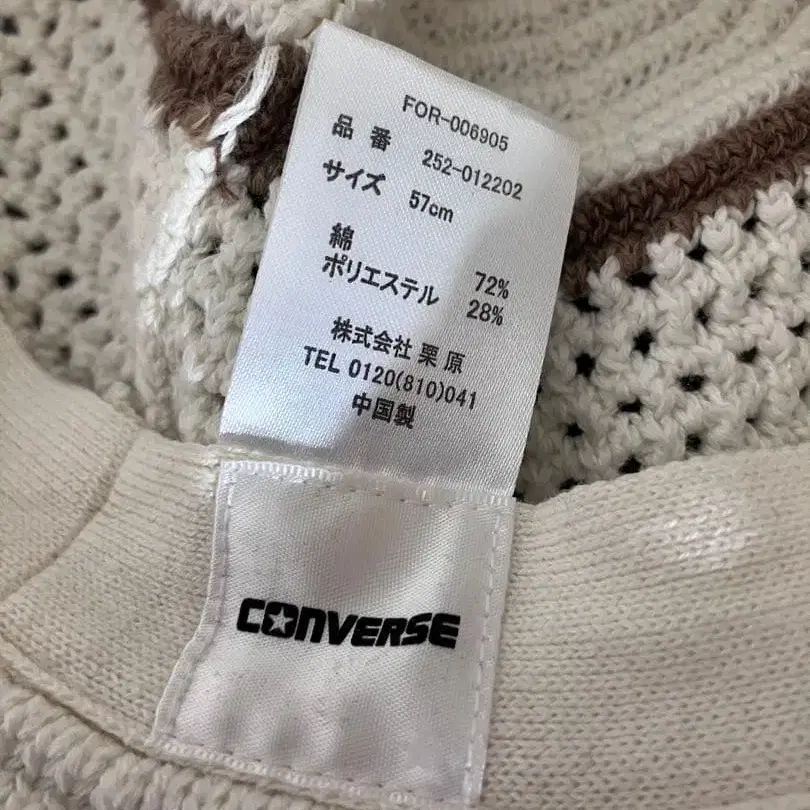 FOR-006905
品番 252-012202
サイズ 57cm
綿 72%
ポリエステル 28%
株式会社 栗原
TEL 0120(810)041
中国製
CONVERSE